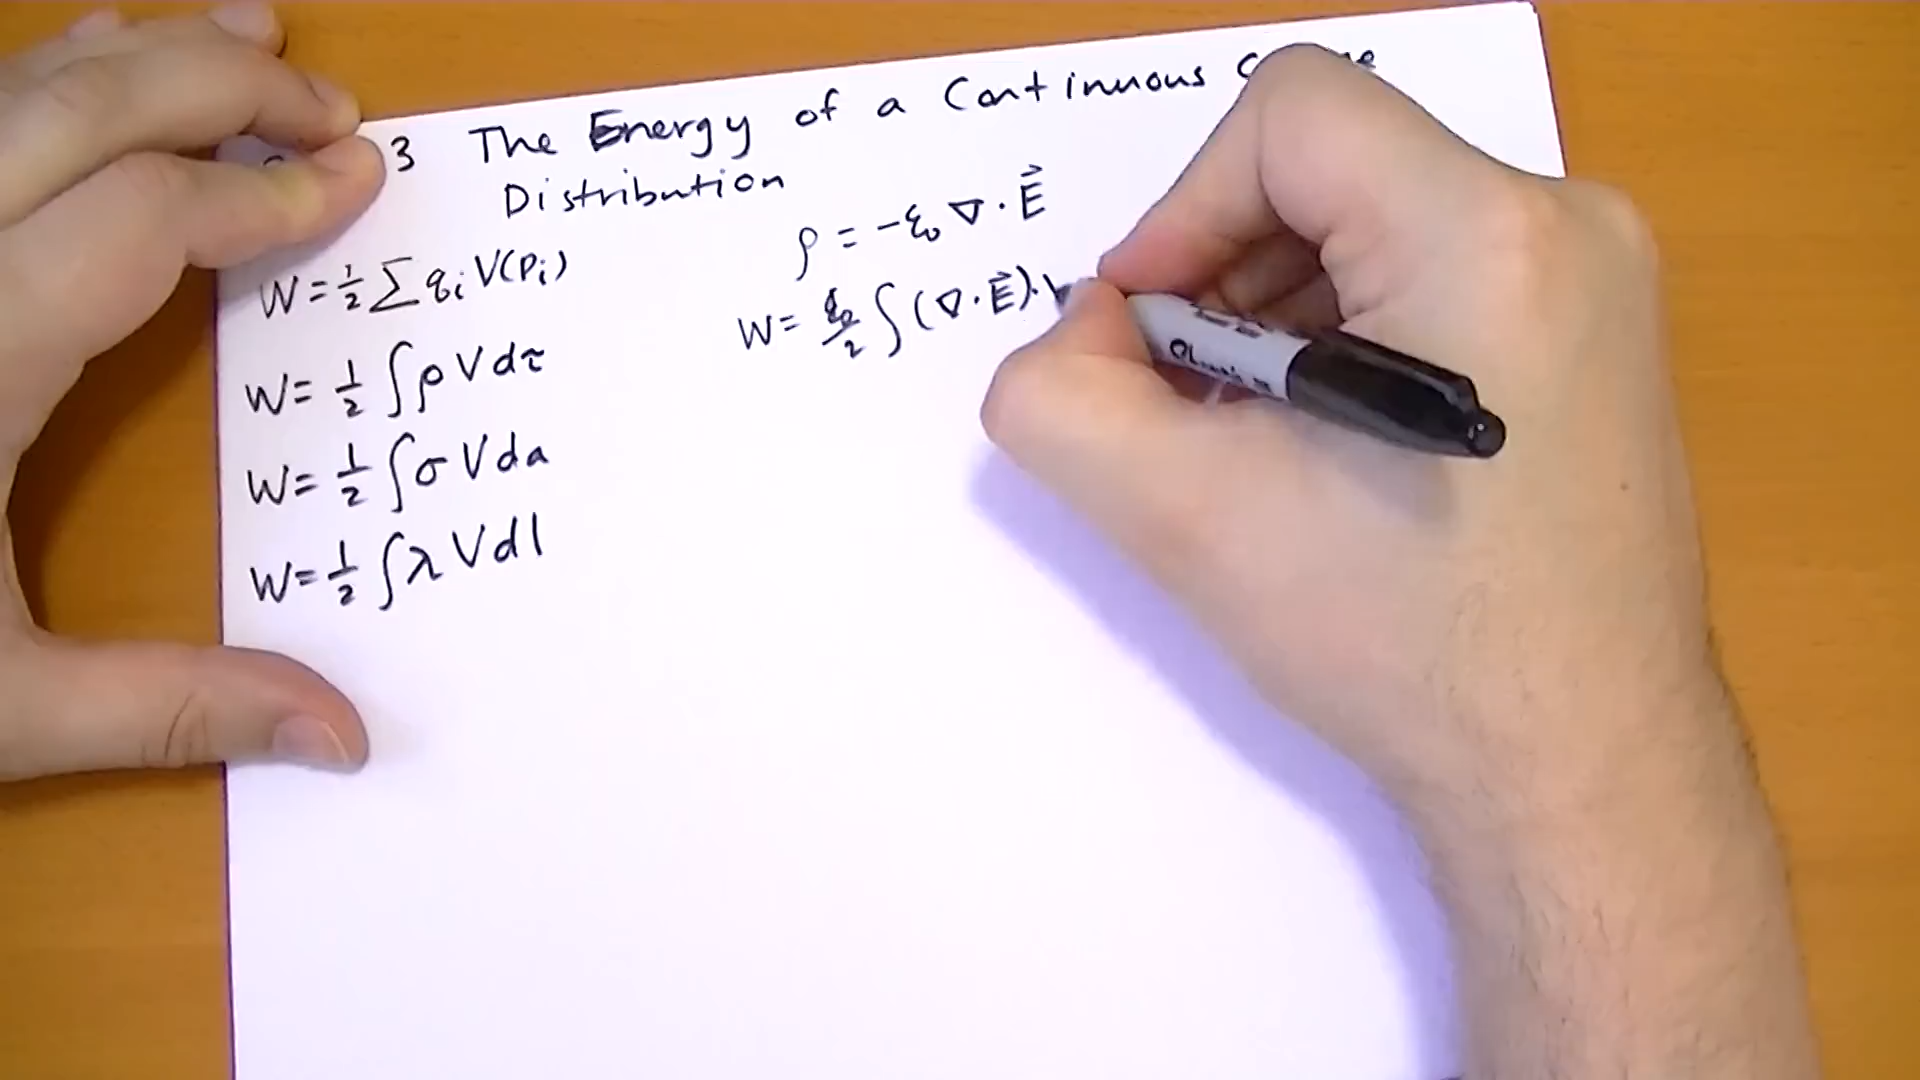 3 The Energy of a Continuous
Distribution
ρ = -ε₀ ∇ · E⃗
W = ½ ∑ qᵢ V(Pᵢ)
W = ε₀/2 ∫ (∇ · E⃗) ·
W = ½ ∫ ρ V dτ
W = ½ ∫ σ V da
W = ½ ∫ λ V dl